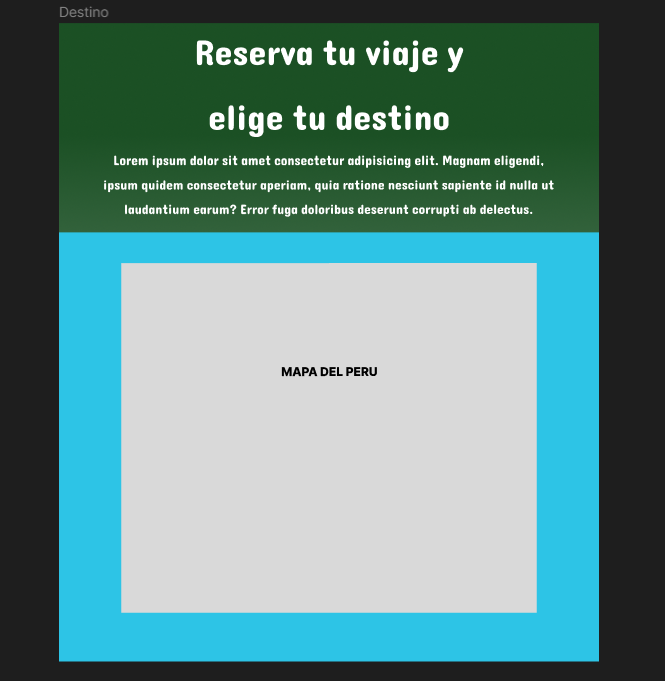 Destino
Reserva tu viaje y
elige tu destino
Lorem ipsum dolor sit amet consectetur adipisicing elit. Magnam eligendi,
ipsum quidem consectetur aperiam, quia ratione nesciunt sapiente id nulla ut
laudantium earum? Error fuga doloribus deserunt corrupti ab delectus.
MAPA DEL PERU